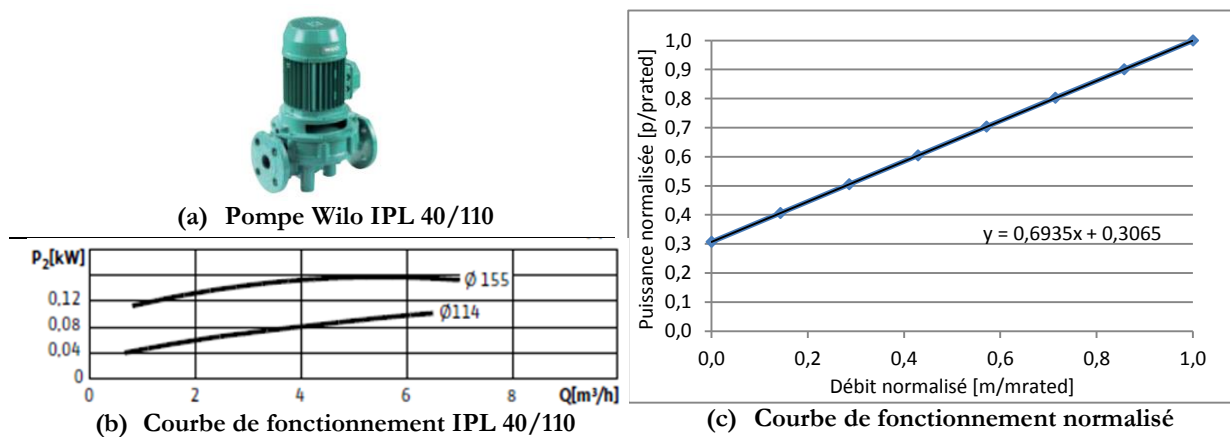 (a) Pompe Wilo IPL 40/110
P₂[kW]
0,12
0,08
0,04
0
Ø 155
Ø114
0 2 4 6 8
Q[m³/h]
(b) Courbe de fonctionnement IPL 40/110
Puissance normalisée [p/prated]
1,0
0,9
0,8
0,7
0,6
0,5
0,4
0,3
0,2
0,1
0,0
y = 0,6935x + 0,3065
0,0 0,2 0,4 0,6 0,8 1,0
Débit normalisé [m/mrated]
(c) Courbe de fonctionnement normalisé